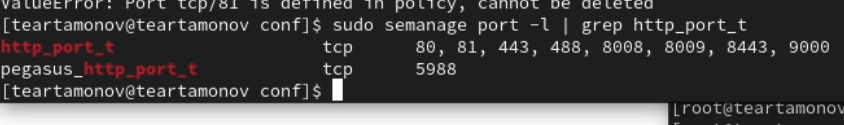 ValueError: Port tcp/81 is defined in policy, cannot be deleted
[teartamonov@teartamonov conf]$ sudo semanage port -l | grep http_port_t
http_port_t                    tcp      80, 81, 443, 488, 8008, 8009, 8443, 9000
pegasus_http_port_t            tcp      5988
[teartamonov@teartamonov conf]$
[root@teartamonov